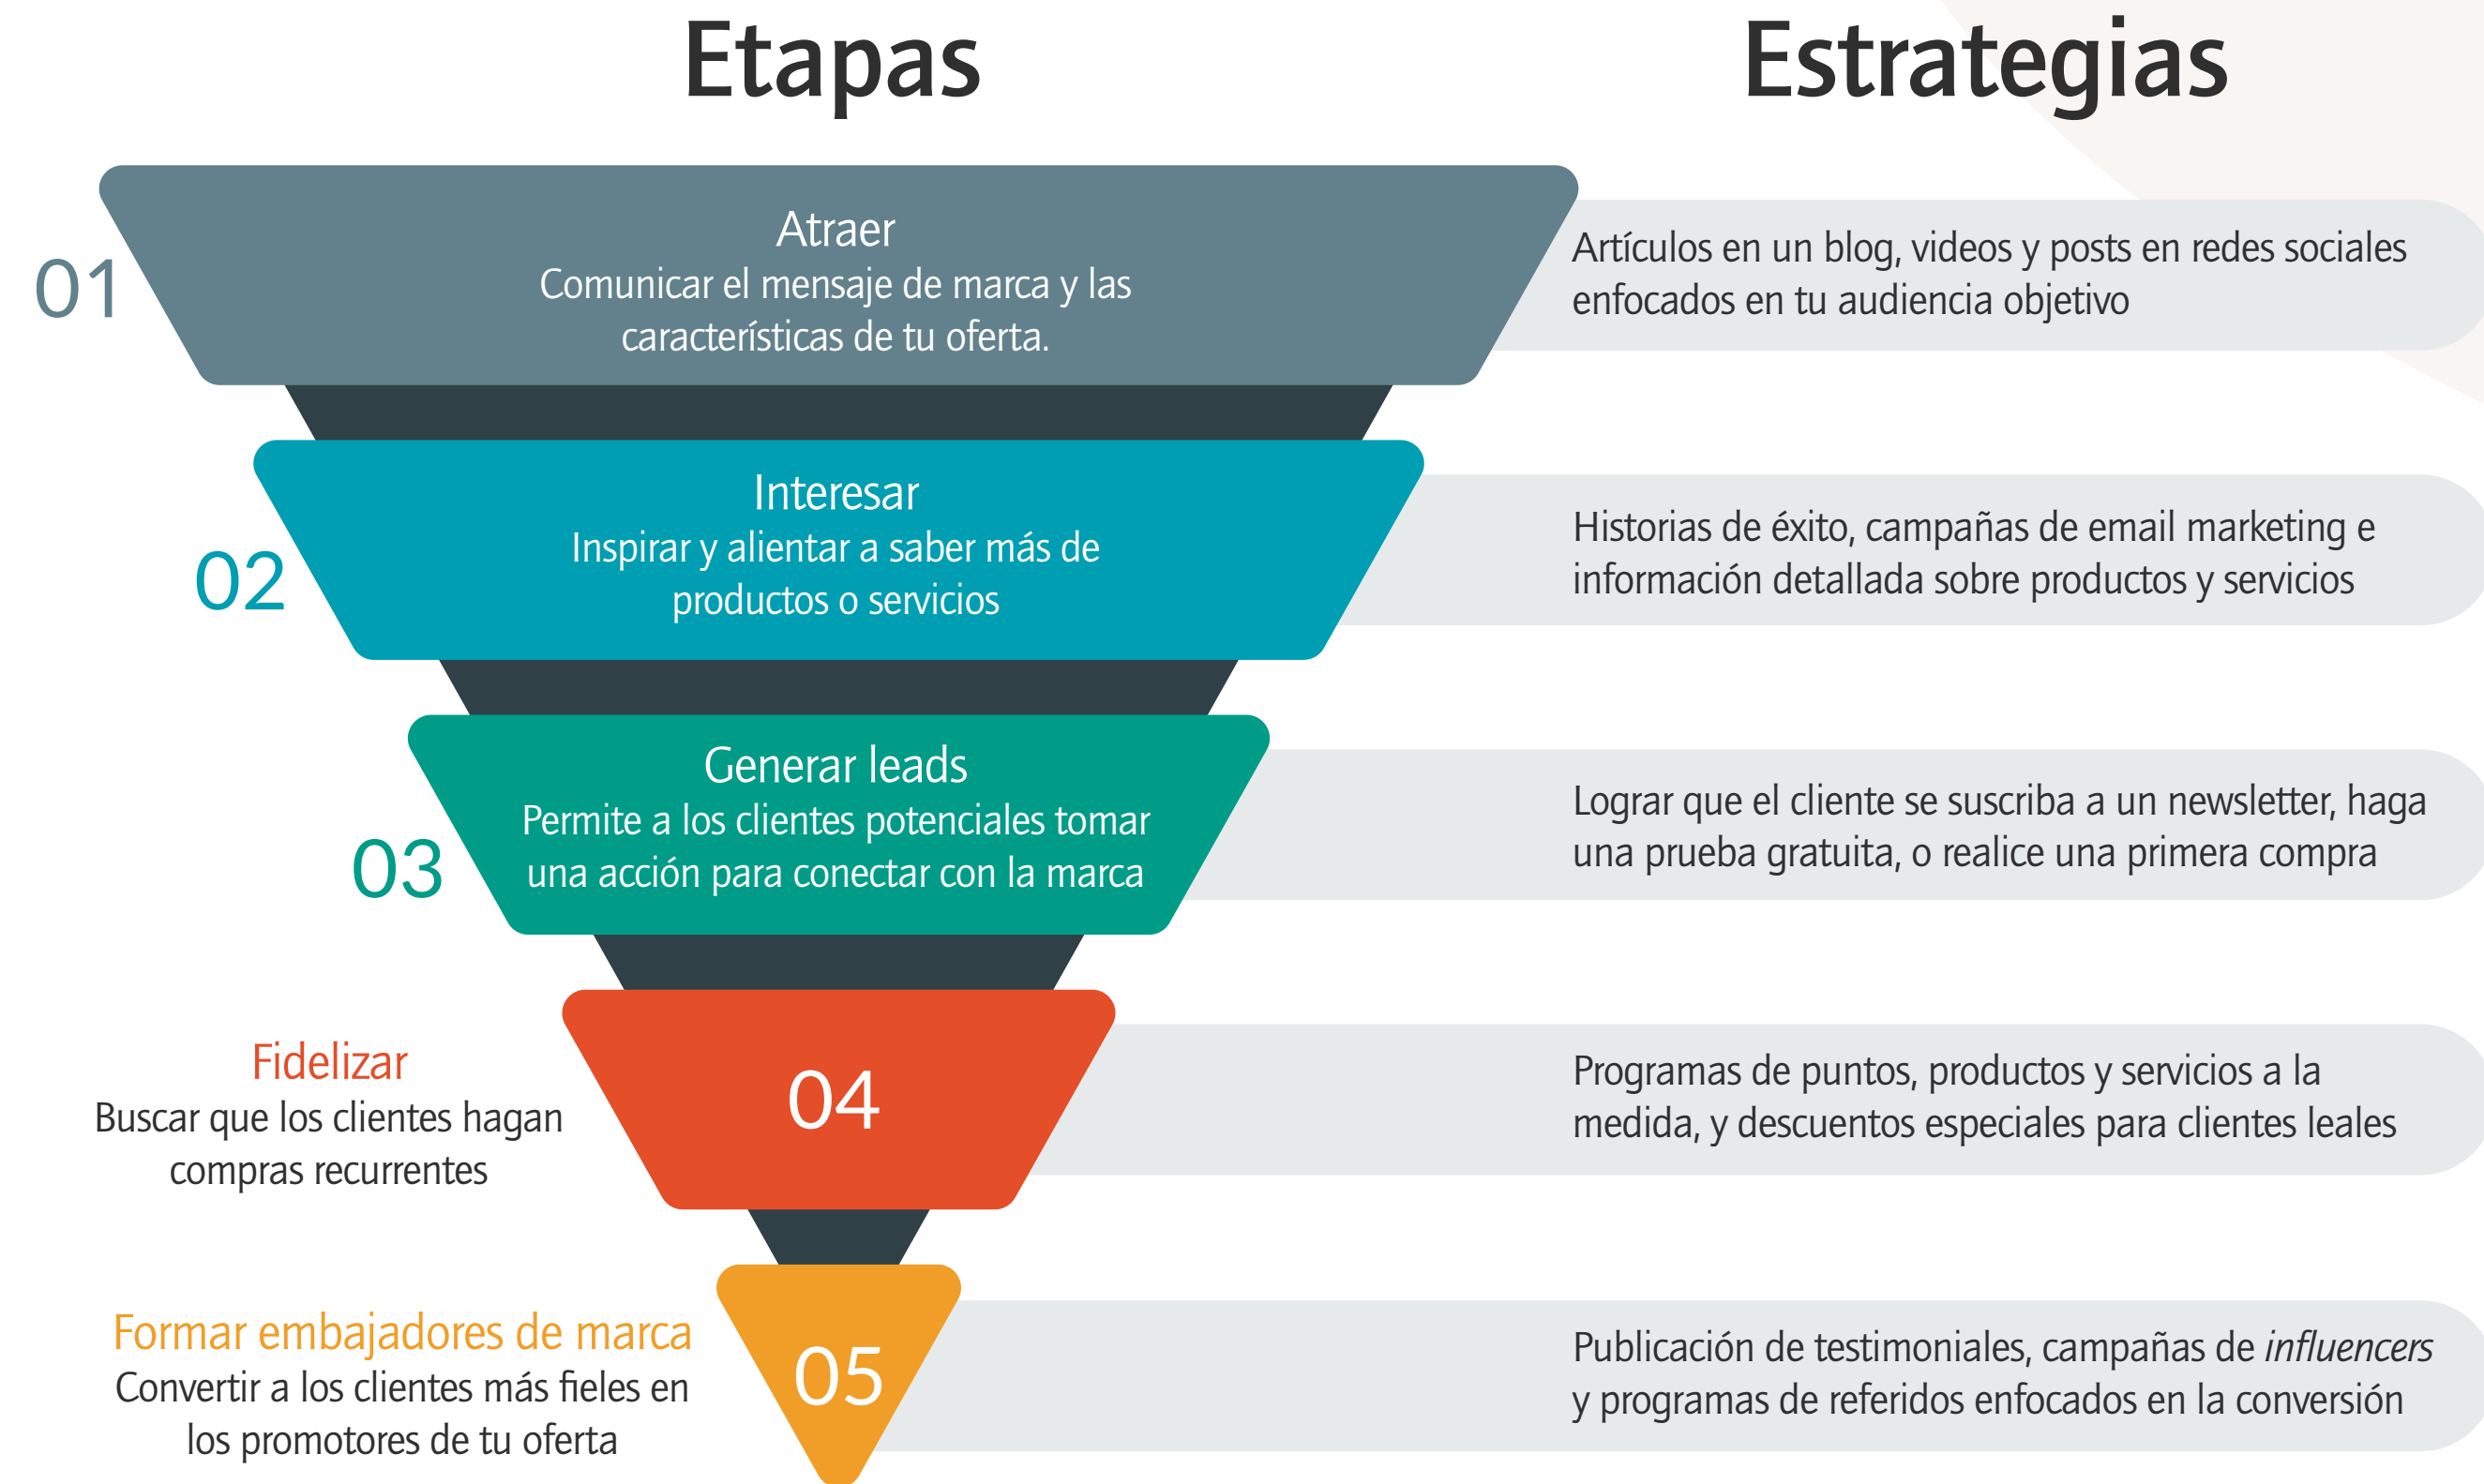 Etapas
Estrategias
01
Atraer
Comunicar el mensaje de marca y las
características de tu oferta.
Artículos en un blog, videos y posts en redes sociales
enfocados en tu audiencia objetivo
02
Interesar
Inspirar y alientar a saber más de
productos o servicios
Historias de éxito, campañas de email marketing e
información detallada sobre productos y servicios
03
Generar leads
Permite a los clientes potenciales tomar
una acción para conectar con la marca
Lograr que el cliente se suscriba a un newsletter, haga
una prueba gratuita, o realice una primera compra
Fidelizar
Buscar que los clientes hagan
compras recurrentes
04
Programas de puntos, productos y servicios a la
medida, y descuentos especiales para clientes leales
Formar embajadores de marca
Convertir a los clientes más fieles en
los promotores de tu oferta
05
Publicación de testimoniales, campañas de influencers
y programas de referidos enfocados en la conversión